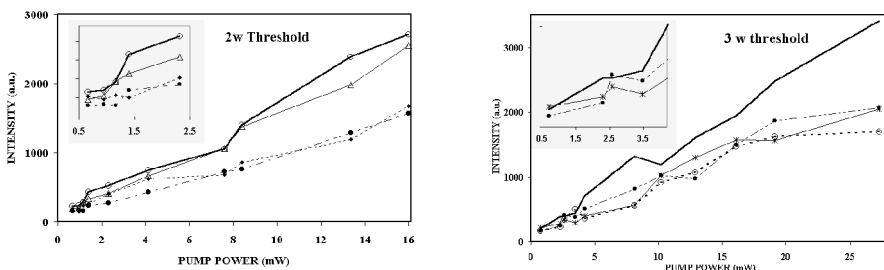 2w Threshold
3000
2000
1000
0
INTENSITY (a.u.)
0.5
1.5
2.5
0 2 4 6 8 10 12 14 16
PUMP POWER (mW)
3 w threshold
3000
2000
1000
0
INTENSITY (a.u.)
0.5
1.5
2.5
3.5
0 5 10 15 20 25
PUMP POWER (mW)